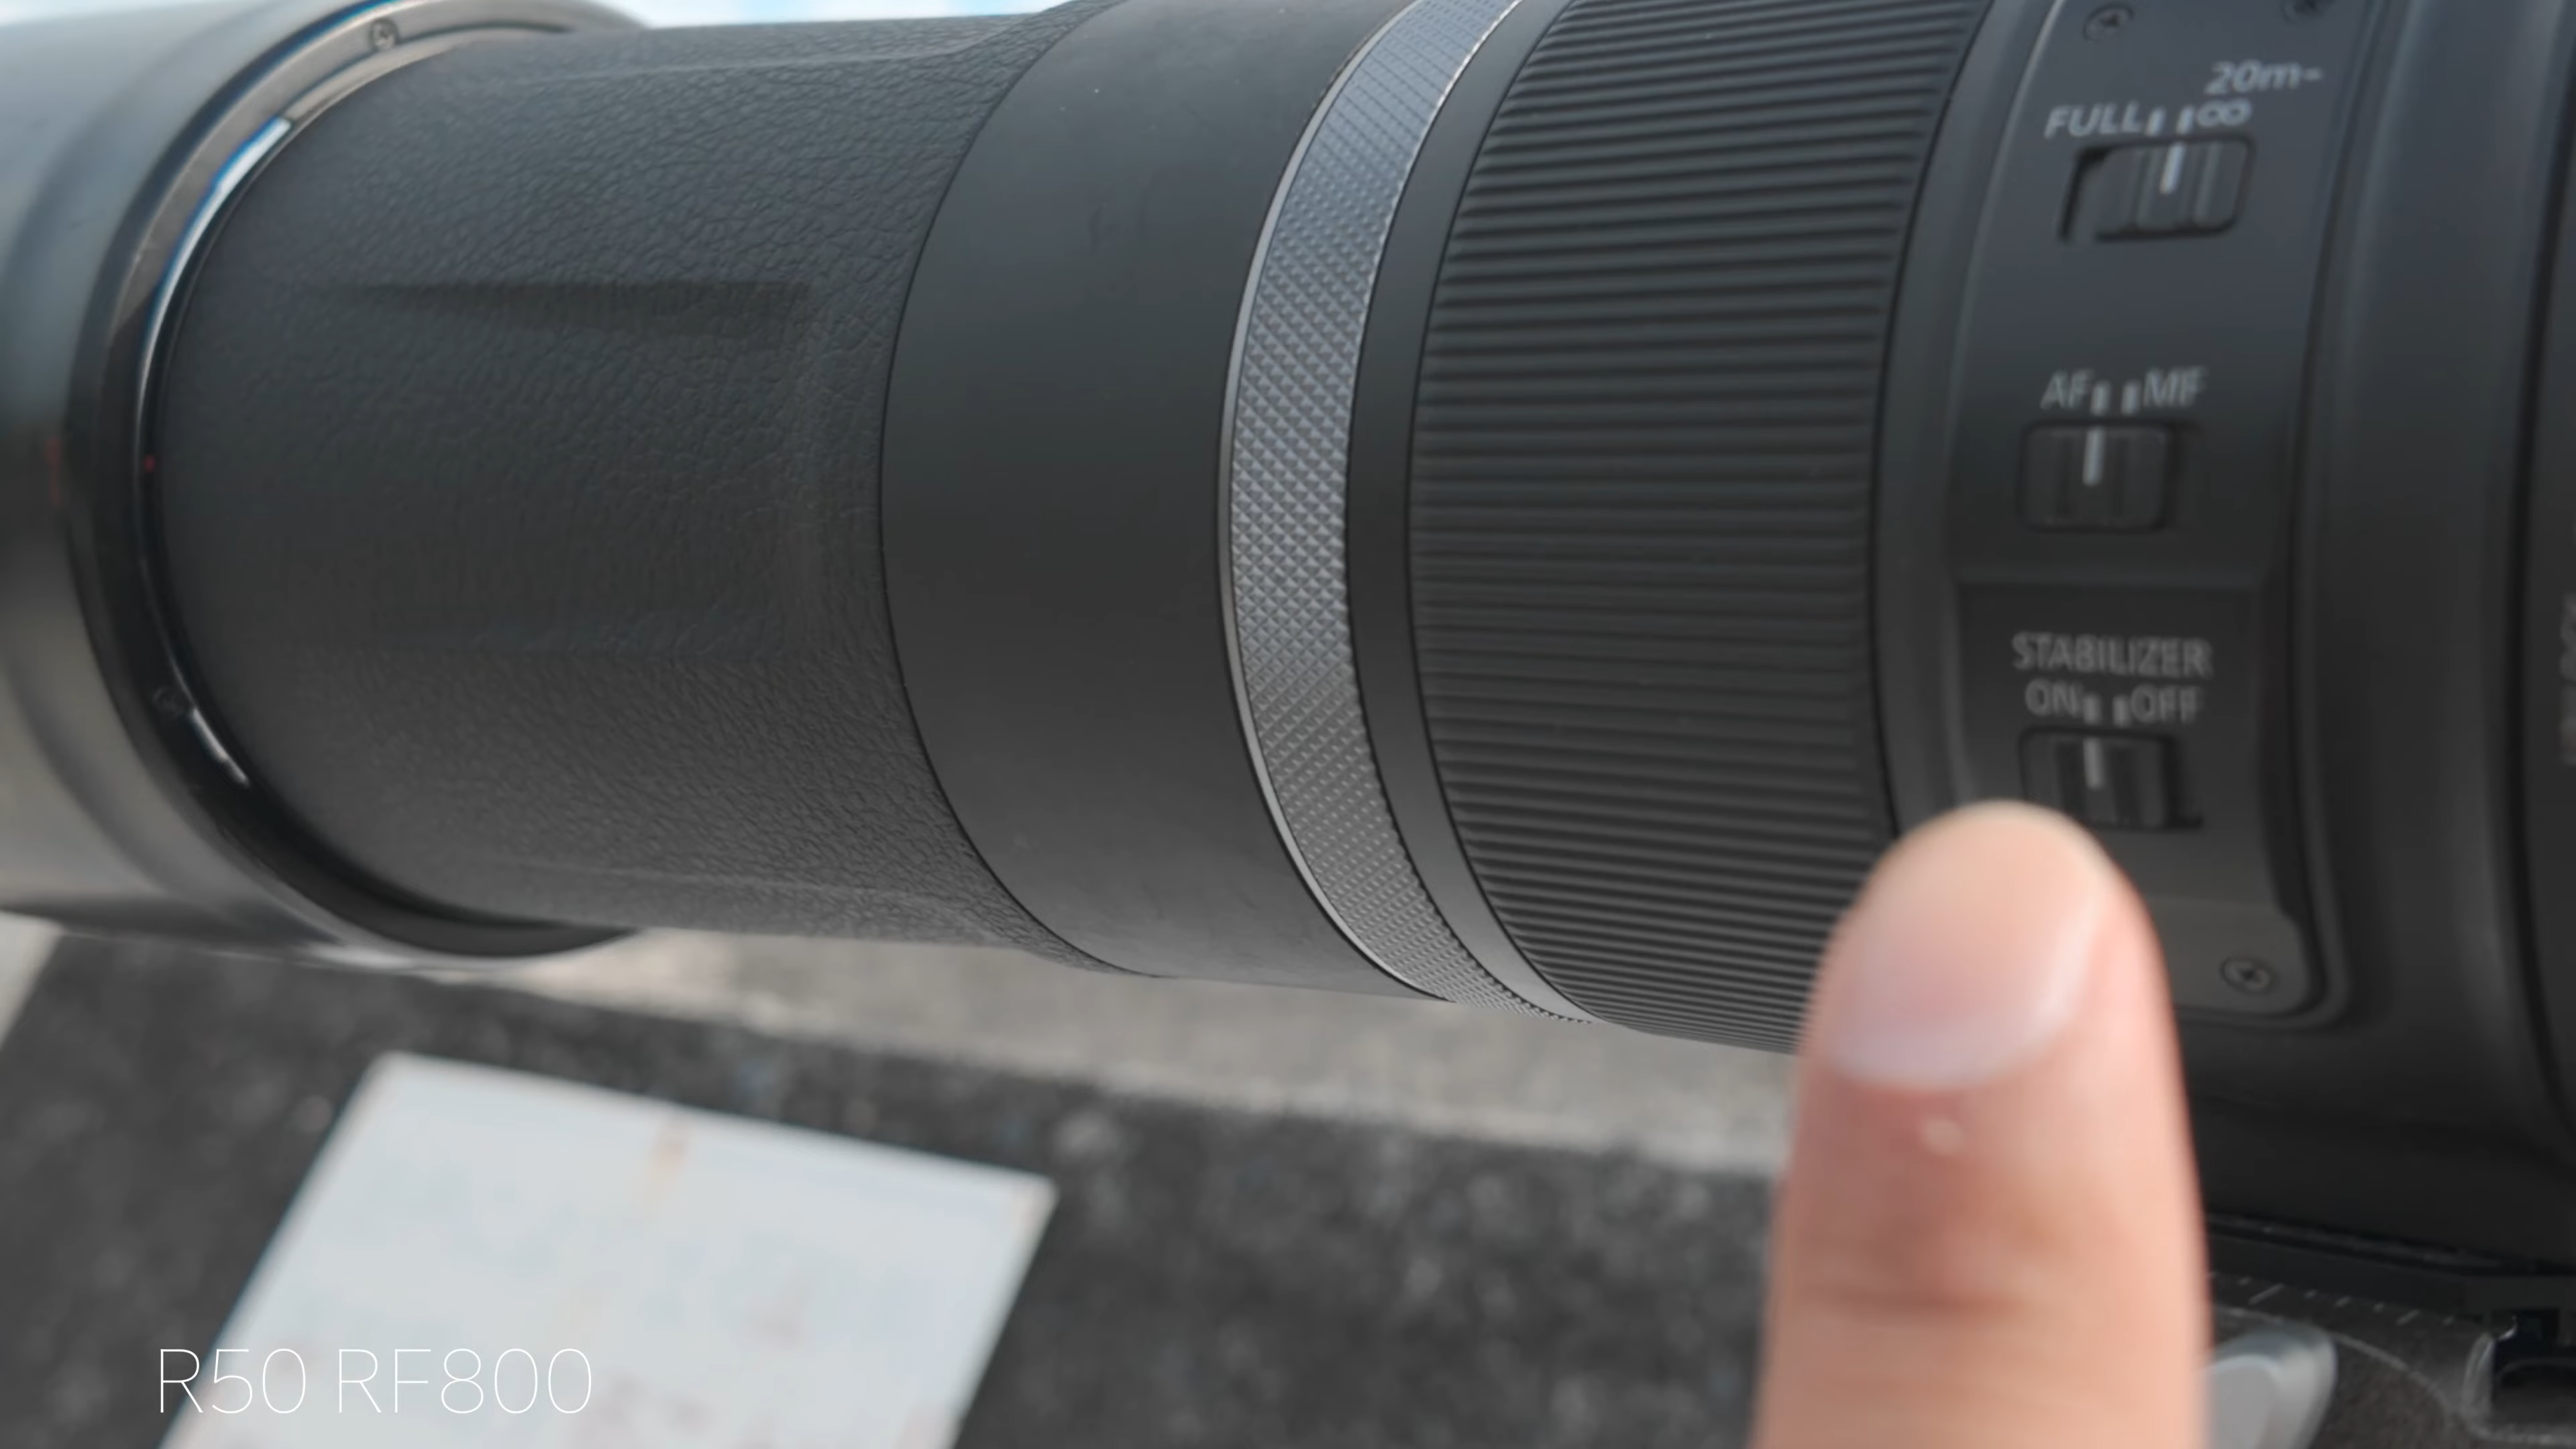 20m-
FULL ∞
AF MF
STABILIZER
ON OFF
R50 RF800